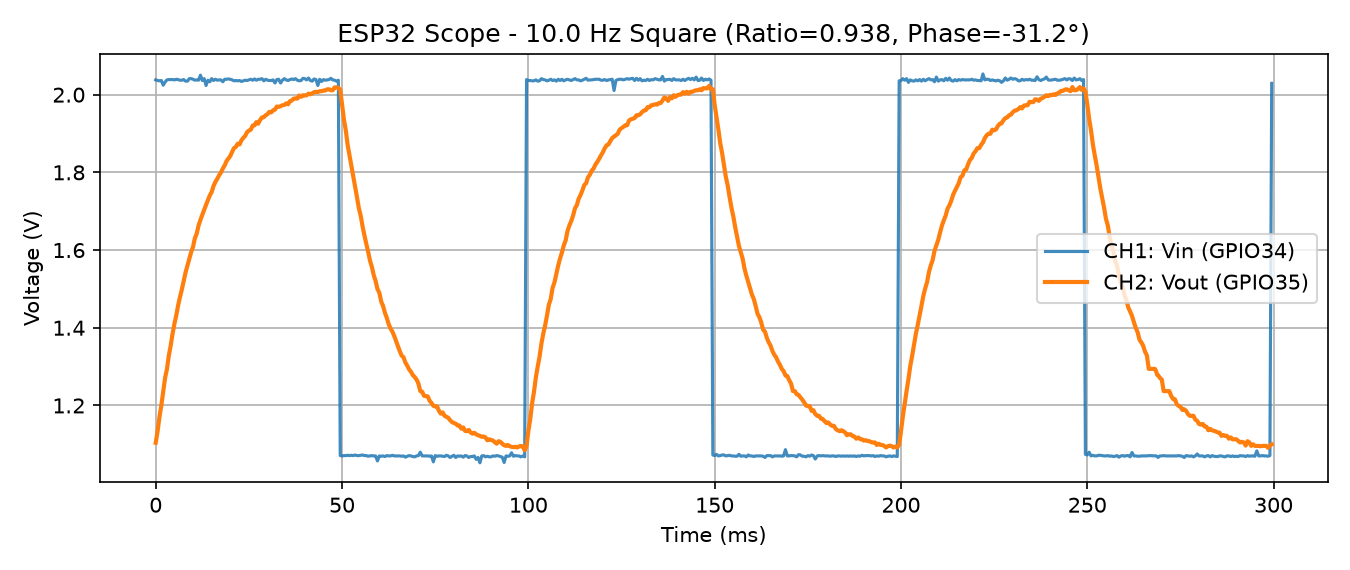 ESP32 Scope - 10.0 Hz Square (Ratio=0.938, Phase=-31.2°)
Voltage (V)
2.0
1.8
1.6
1.4
1.2
CH1: Vin (GPIO34)
CH2: Vout (GPIO35)
0 50 100 150 200 250 300
Time (ms)